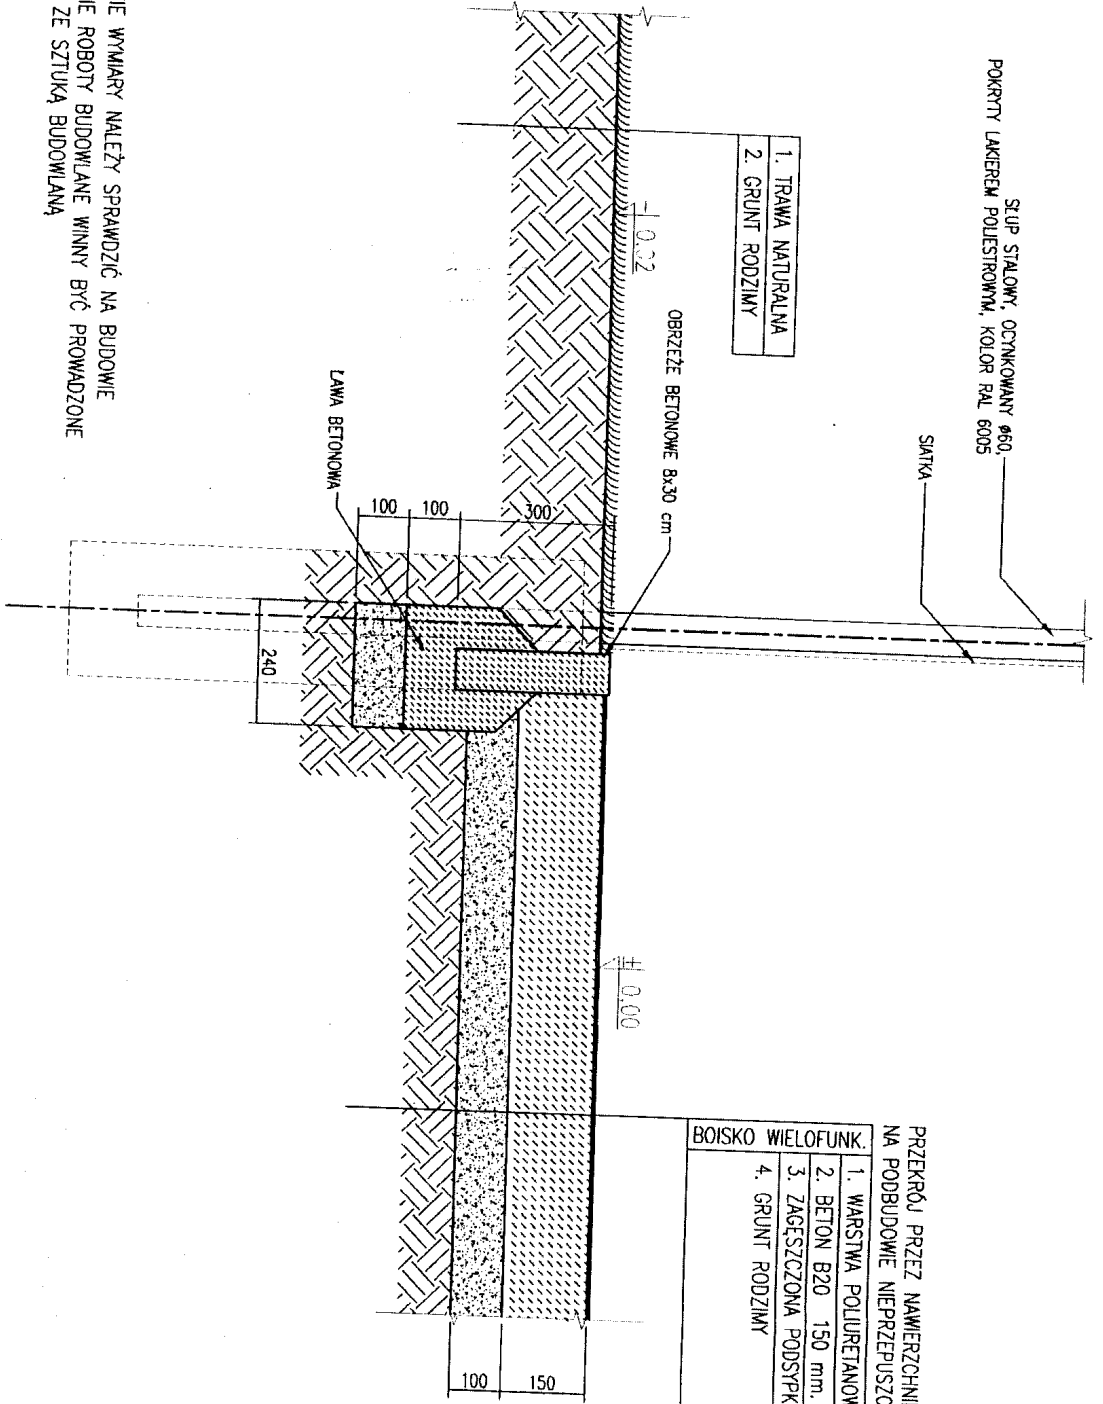 SŁUP STALOWY, OCYNKOWANY ø60,
POKRYTY LAKIEREM POLIESTROWYM, KOLOR RAL 6005
SIATKA
1. TRAWA NATURALNA
2. GRUNT RODZIMY
-0.02
OBRZEŻE BETONOWE 8x30 cm
± 0.00
300
100
100
ŁAWA BETONOWA
240
PRZEKRÓJ PRZEZ NAWIERZCHNI
NA PODBUDOWIE NIEPRZEPUSZC
BOISKO WIELOFUNK.
1. WARSTWA POLIURETANOW
2. BETON B20 150 mm.
3. ZAGĘSZCZONA PODSYPK
4. GRUNT RODZIMY
150
100
IE WYMIARY NALEŻY SPRAWDZIĆ NA BUDOWIE
IE ROBOTY BUDOWLANE WINNY BYĆ PROWADZONE
ZE SZTUKĄ BUDOWLANĄ